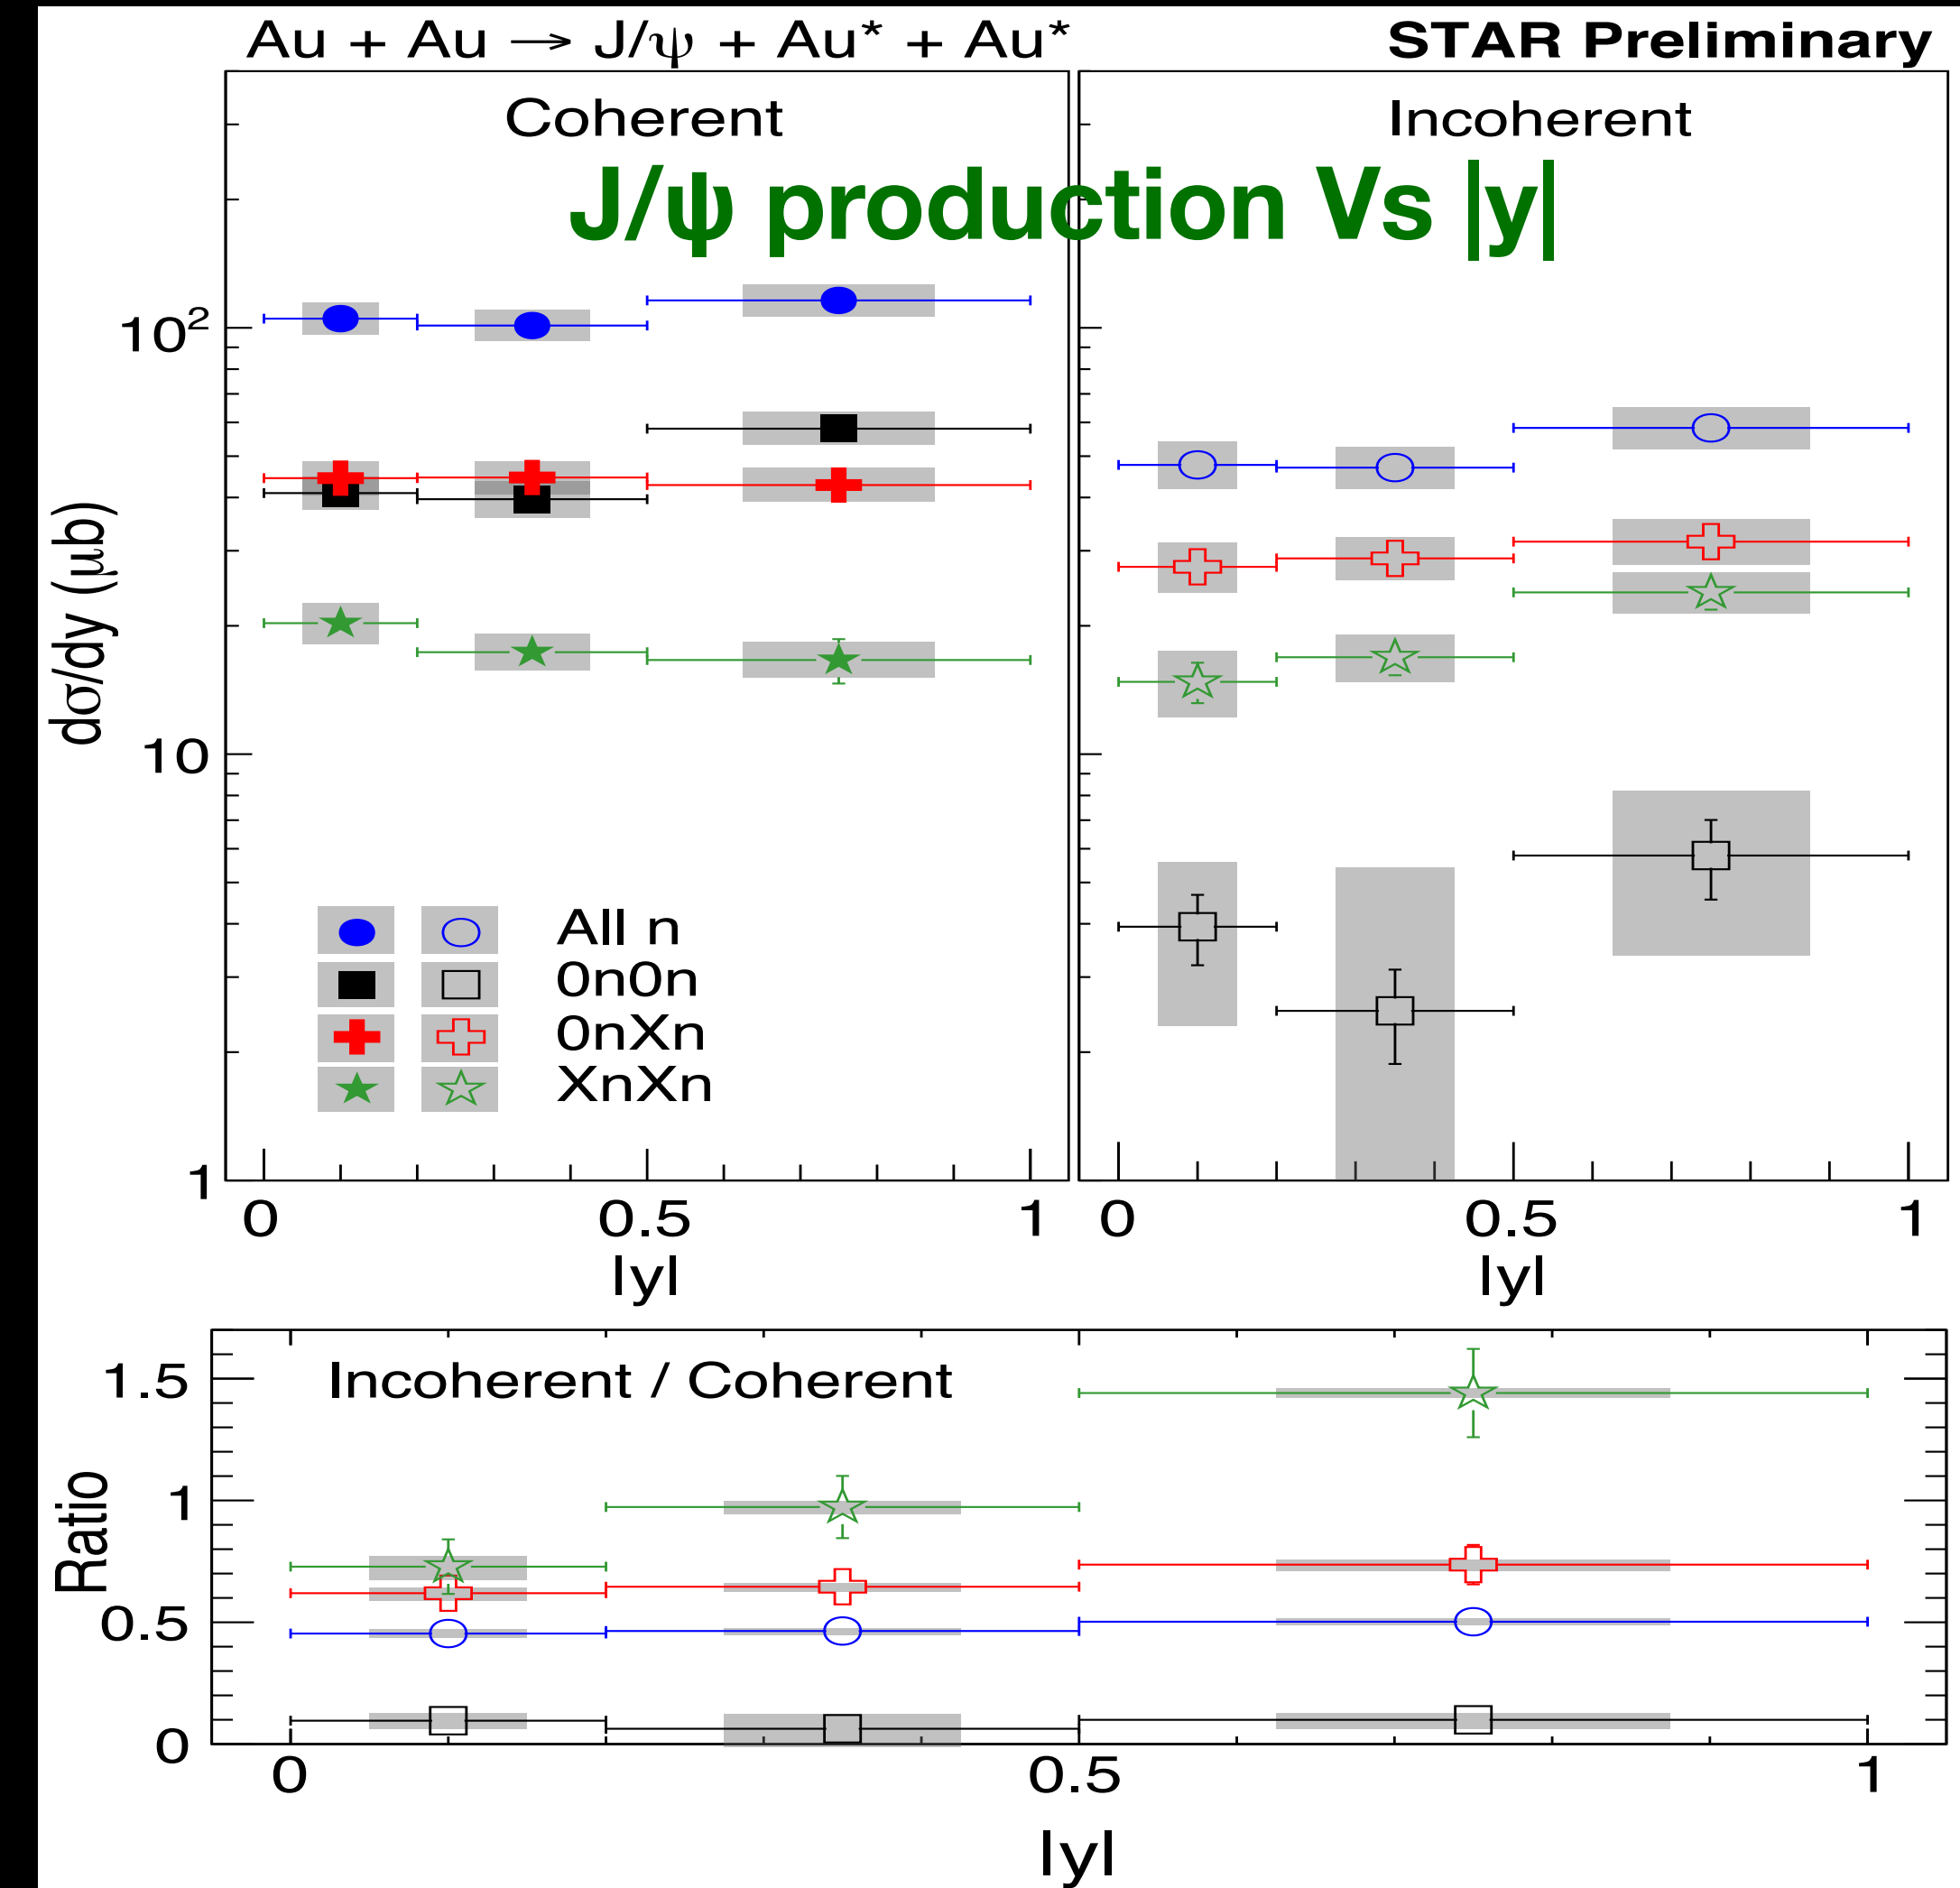 Au + Au → J/ψ + Au* + Au*
STAR Preliminary
Coherent
Incoherent
J/ψ production Vs |y|
dσ/dy (μb)
10²
10
1
All n
0n0n
0nXn
XnXn
0 0.5 1
|y|
0 0.5 1
|y|
Incoherent / Coherent
Ratio
1.5
1
0.5
0
0 0.5 1
|y|